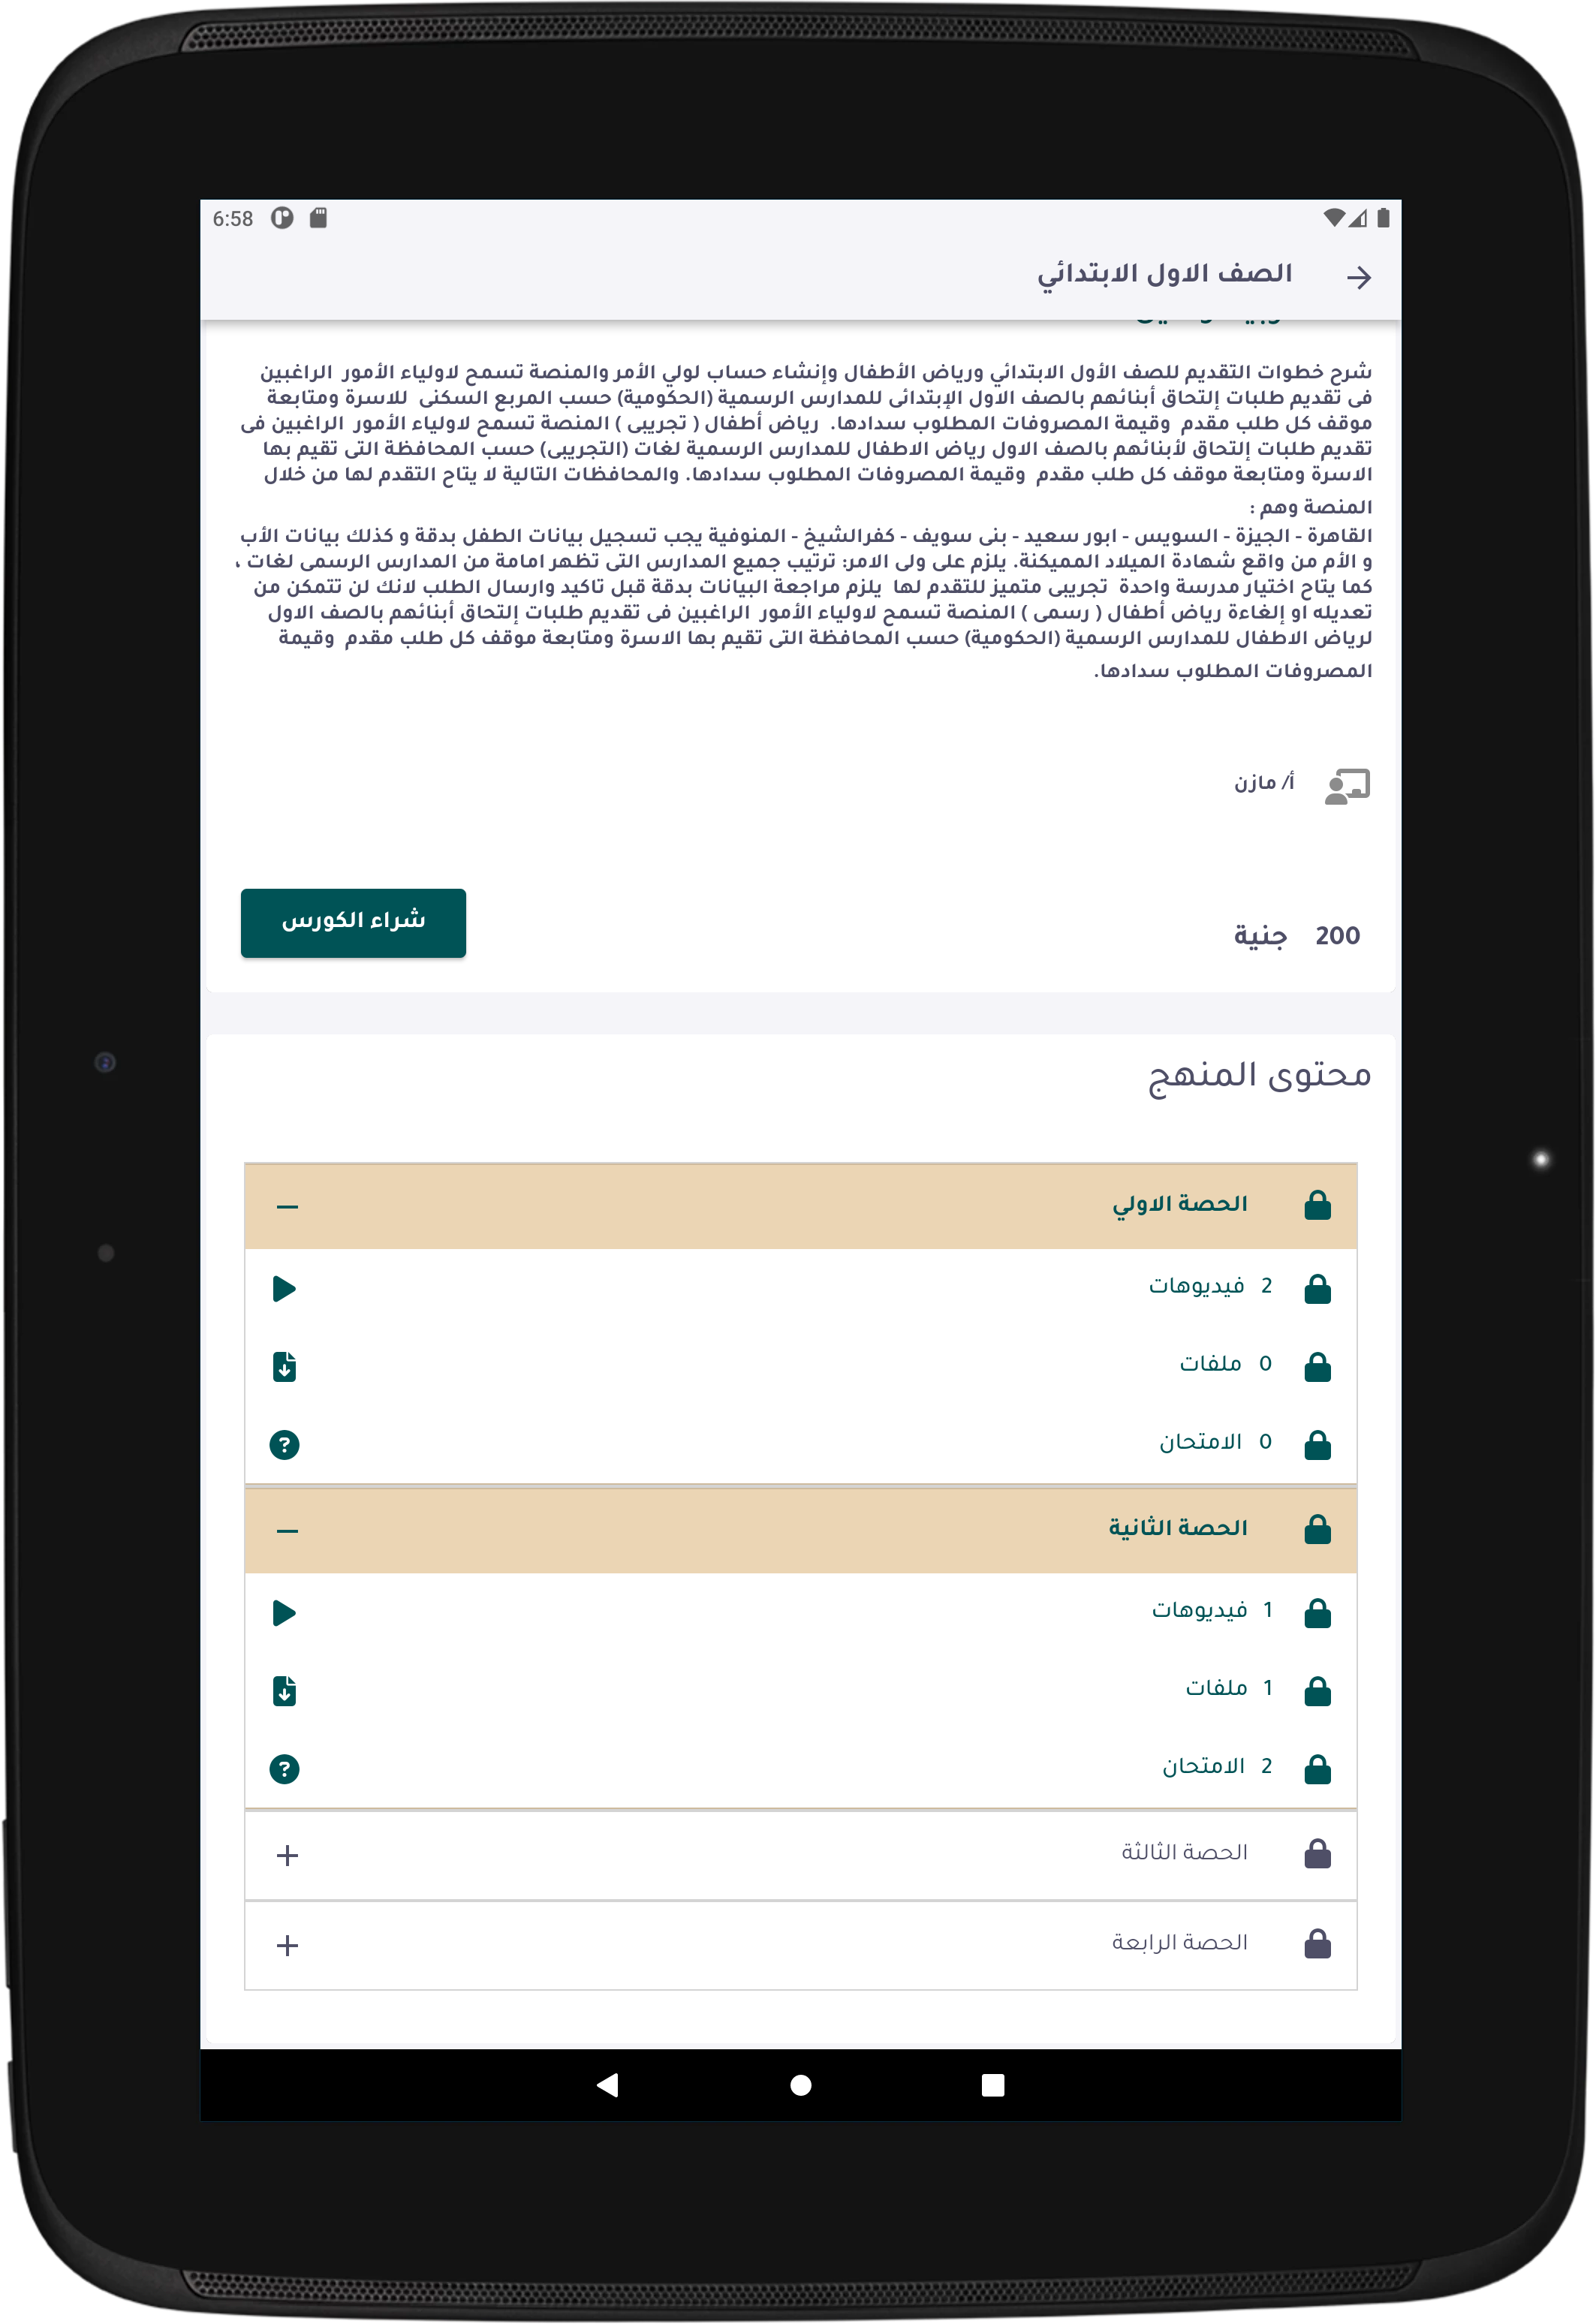 6:58
الصف الاول الابتدائي
شرح خطوات التقديم للصف الأول الابتدائي ورياض الأطفال وإنشاء حساب لولي الأمر والمنصة تسمح لاولياء الأمور الراغبين
فى تقديم طلبات إلتحاق أبنائهم بالصف الاول الإبتدائى للمدارس الرسمية (الحكومية) حسب المربع السكنى للاسرة ومتابعة
موقف كل طلب مقدم وقيمة المصروفات المطلوب سدادها. رياض أطفال ( تجريبى ) المنصة تسمح لاولياء الأمور الراغبين فى
تقديم طلبات إلتحاق لأبنائهم بالصف الاول رياض الاطفال للمدارس الرسمية لغات (التجريبى) حسب المحافظة التى تقيم بها
الاسرة ومتابعة موقف كل طلب مقدم وقيمة المصروفات المطلوب سدادها. والمحافظات التالية لا يتاح التقدم لها من خلال
المنصة وهم :
القاهرة - الجيزة - السويس - ابور سعيد - بنى سويف - كفرالشيخ - المنوفية يجب تسجيل بيانات الطفل بدقة و كذلك بيانات الأب
و الأم من واقع شهادة الميلاد المميكنة. يلزم على ولى الامر: ترتيب جميع المدارس التى تظهر امامة من المدارس الرسمى لغات ،
كما يتاح اختيار مدرسة واحدة تجريبى متميز للتقدم لها يلزم مراجعة البيانات بدقة قبل تاكيد وارسال الطلب لانك لن تتمكن من
تعديله او إلغاءة رياض أطفال ( رسمى ) المنصة تسمح لاولياء الأمور الراغبين فى تقديم طلبات إلتحاق أبنائهم بالصف الاول
لرياض الاطفال للمدارس الرسمية (الحكومية) حسب المحافظة التى تقيم بها الاسرة ومتابعة موقف كل طلب مقدم وقيمة
المصروفات المطلوب سدادها.
أ/ مازن
200 جنية
شراء الكورس
محتوى المنهج
الحصة الاولي
2 فيديوهات
0 ملفات
0 الامتحان
الحصة الثانية
1 فيديوهات
1 ملفات
2 الامتحان
الحصة الثالثة
الحصة الرابعة